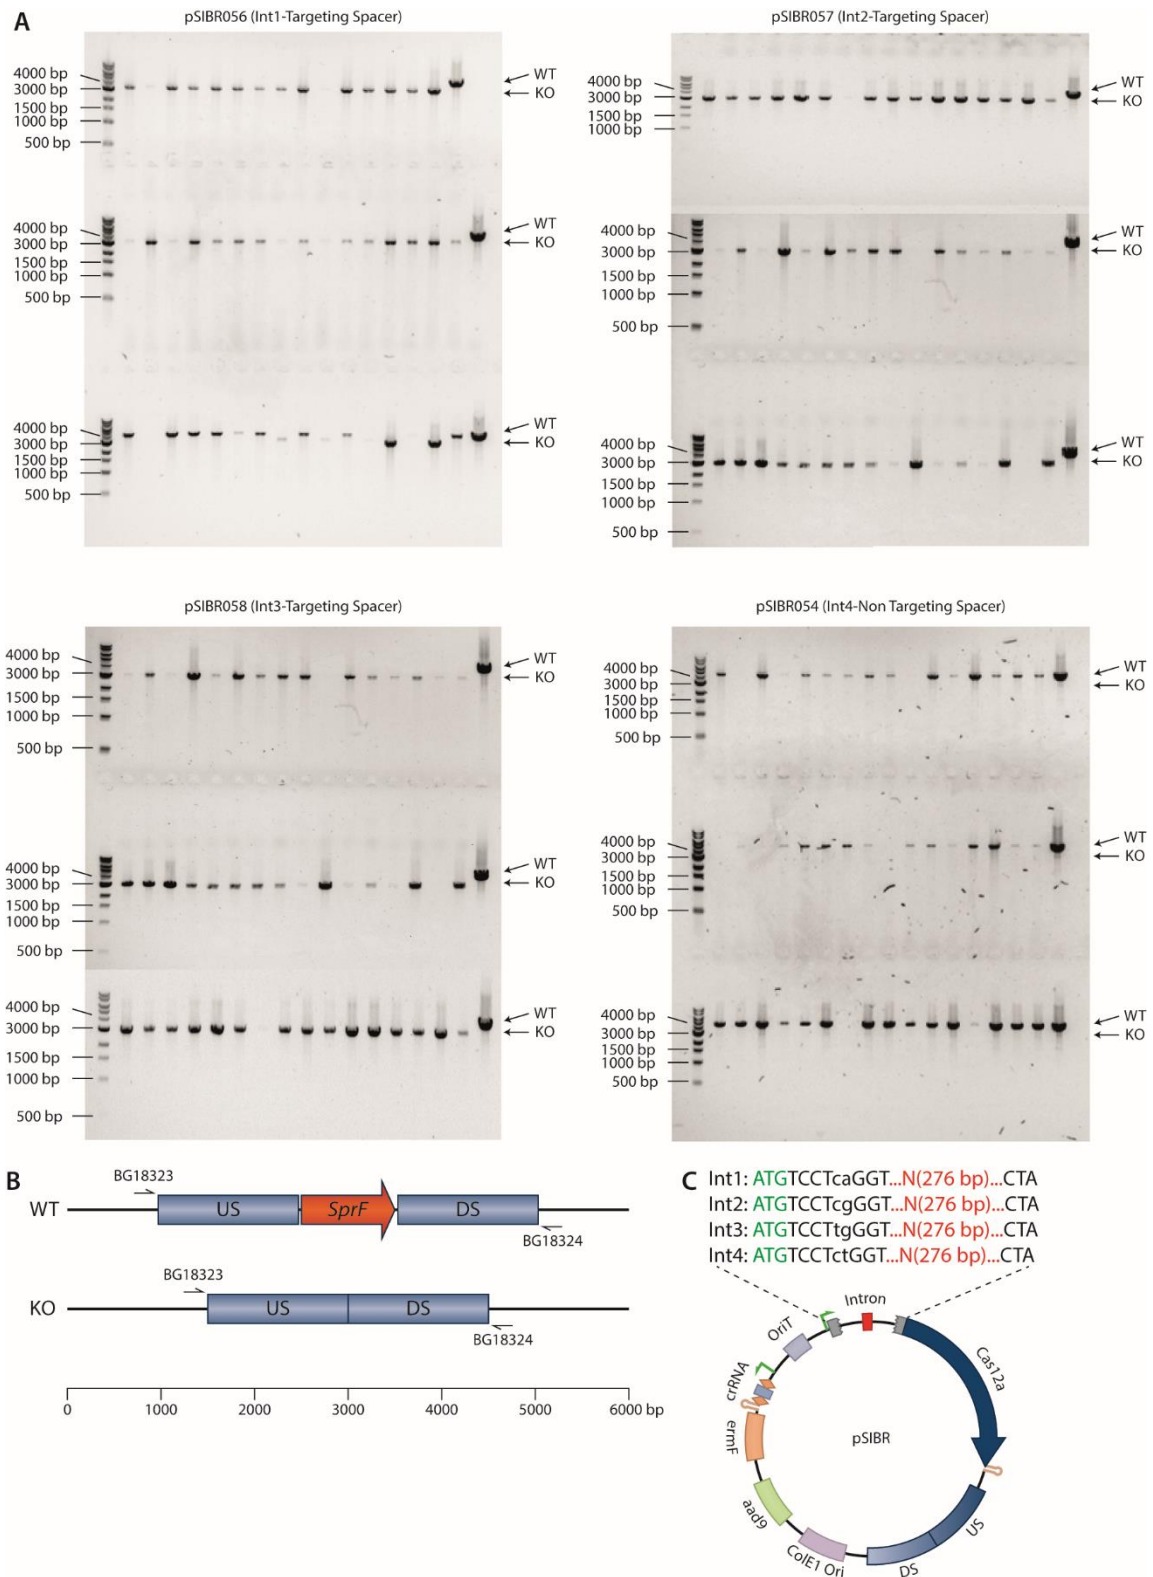 A
pSIBR056 (Int1-Targeting Spacer)
4000 bp
3000 bp
1500 bp
1000 bp
500 bp
WT
KO
4000 bp
3000 bp
1500 bp
1000 bp
500 bp
WT
KO
4000 bp
3000 bp
1500 bp
1000 bp
500 bp
WT
KO
pSIBR057 (Int2-Targeting Spacer)
4000 bp
3000 bp
1500 bp
1000 bp
WT
KO
4000 bp
3000 bp
1500 bp
1000 bp
500 bp
WT
KO
4000 bp
3000 bp
1500 bp
1000 bp
500 bp
WT
KO
pSIBR058 (Int3-Targeting Spacer)
4000 bp
3000 bp
1500 bp
1000 bp
500 bp
WT
KO
4000 bp
3000 bp
1500 bp
1000 bp
500 bp
WT
KO
4000 bp
3000 bp
1500 bp
1000 bp
500 bp
WT
KO
pSIBR054 (Int4-Non Targeting Spacer)
4000 bp
3000 bp
1500 bp
1000 bp
500 bp
WT
KO
4000 bp
3000 bp
1500 bp
1000 bp
500 bp
WT
KO
4000 bp
3000 bp
1500 bp
1000 bp
500 bp
WT
KO
B
BG18323
WT
US
SprF
DS
BG18324
BG18323
KO
US
DS
BG18324
0 1000 2000 3000 4000 5000 6000 bp
C
Int1: ATGTCCTcaGGT...N(276 bp)...CTA
Int2: ATGTCCTcgGGT...N(276 bp)...CTA
Int3: ATGTCCTtgGGT...N(276 bp)...CTA
Int4: ATGTCCTctGGT...N(276 bp)...CTA
Intron
OriT
crRNA
Cas12a
ermF
pSIBR
aad9
US
ColE1 Ori
DS